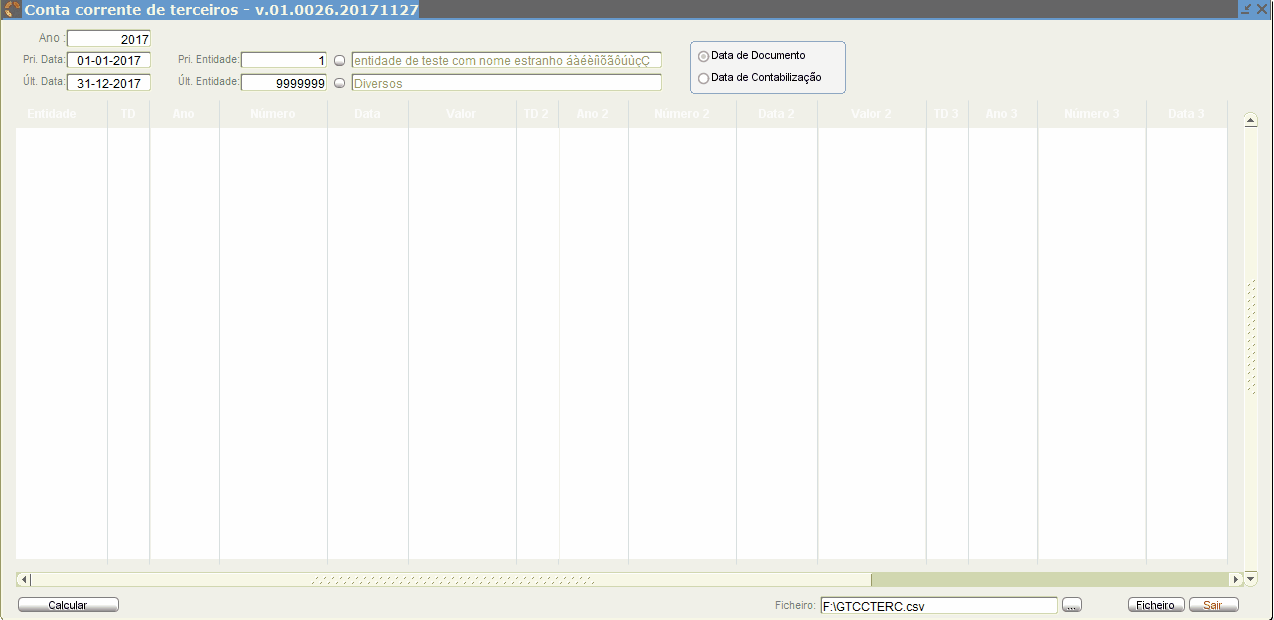 Conta corrente de terceiros - v.01.0026.20171127
Ano : 2017
Pri. Data: 01-01-2017 Pri. Entidade: 1 entidade de teste com nome estranho áàéèíìõãôúùçÇ Data de Documento
Últ. Data: 31-12-2017 Últ. Entidade: 9999999 Diversos Data de Contabilização
Entidade TD Ano Número Data Valor TD 2 Ano 2 Número 2 Data 2 Valor 2 TD 3 Ano 3 Número 3 Data 3
Calcular Ficheiro: F:\GTCCTERC.csv ... Ficheiro Sair